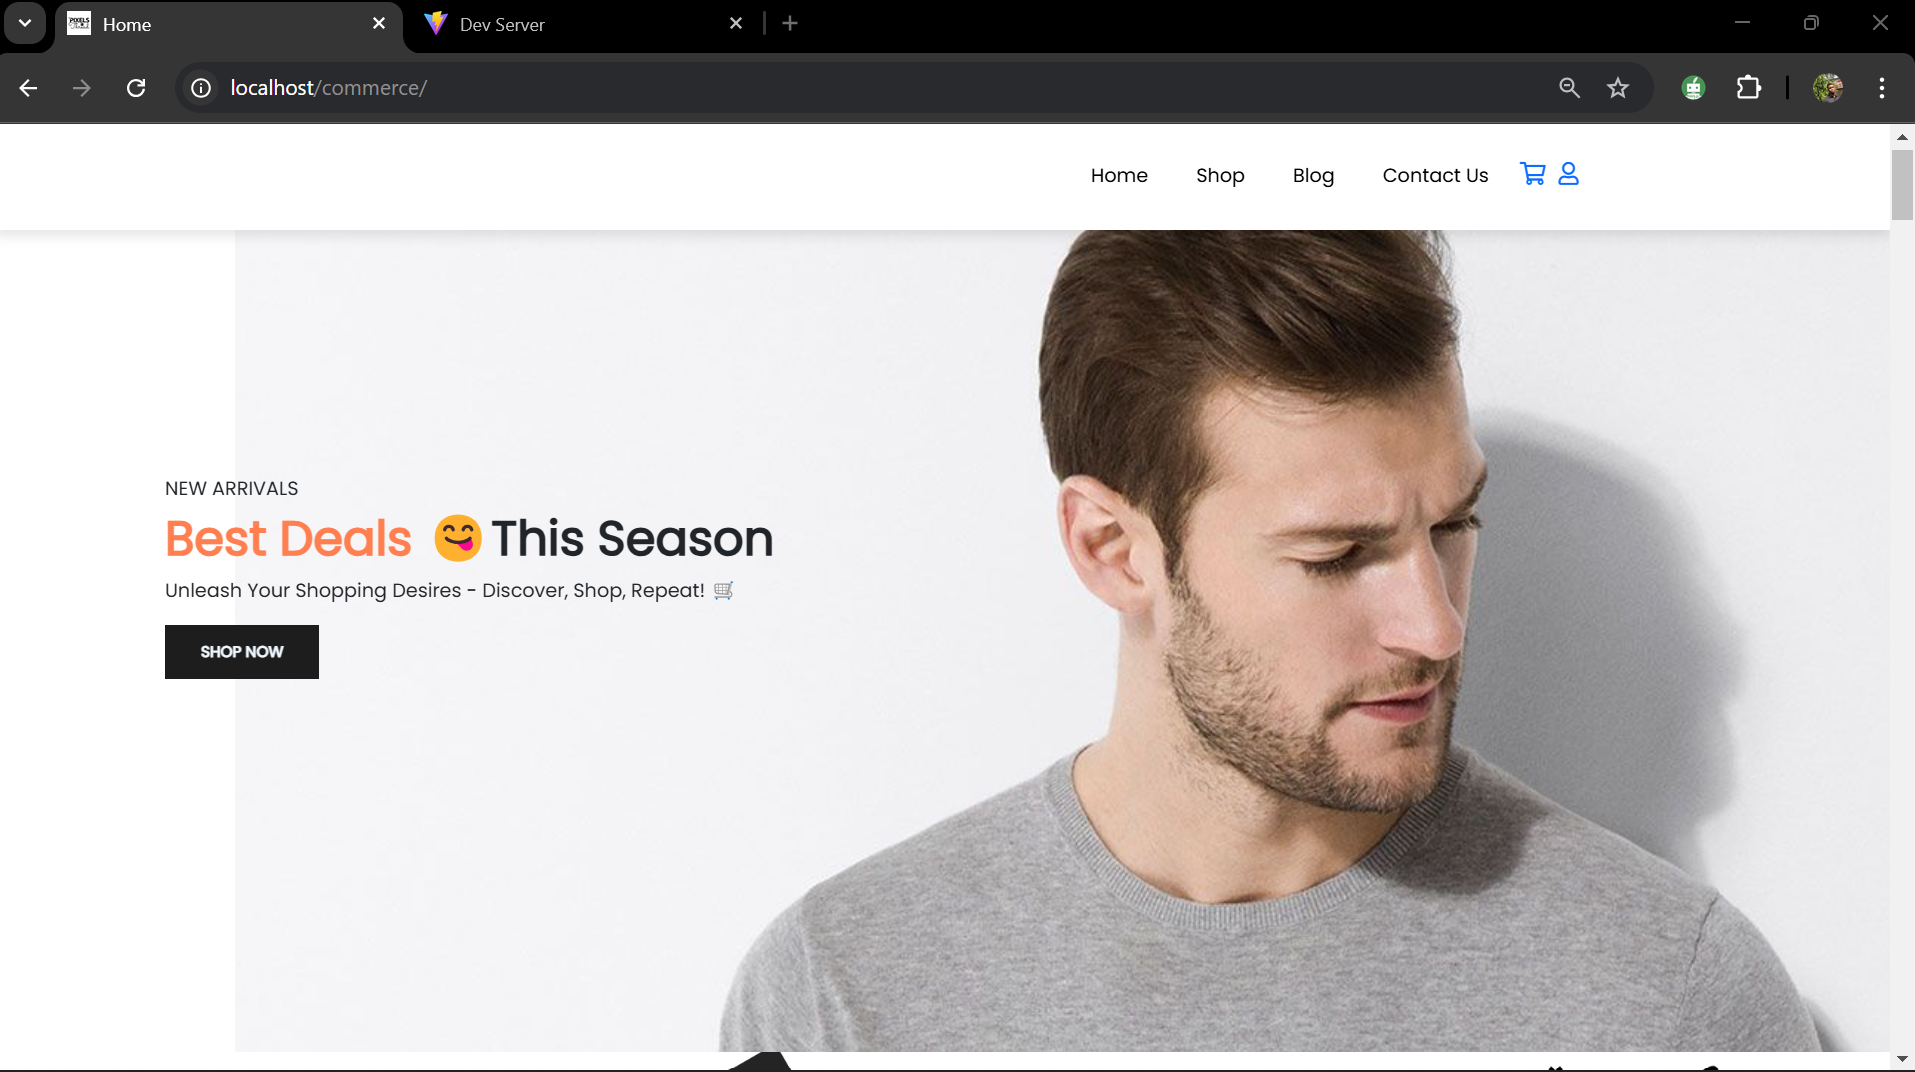 Home
Dev Server
localhost/commerce/
Home Shop Blog Contact Us
NEW ARRIVALS
Best Deals 😋 This Season
Unleash Your Shopping Desires - Discover, Shop, Repeat! 🛒
SHOP NOW